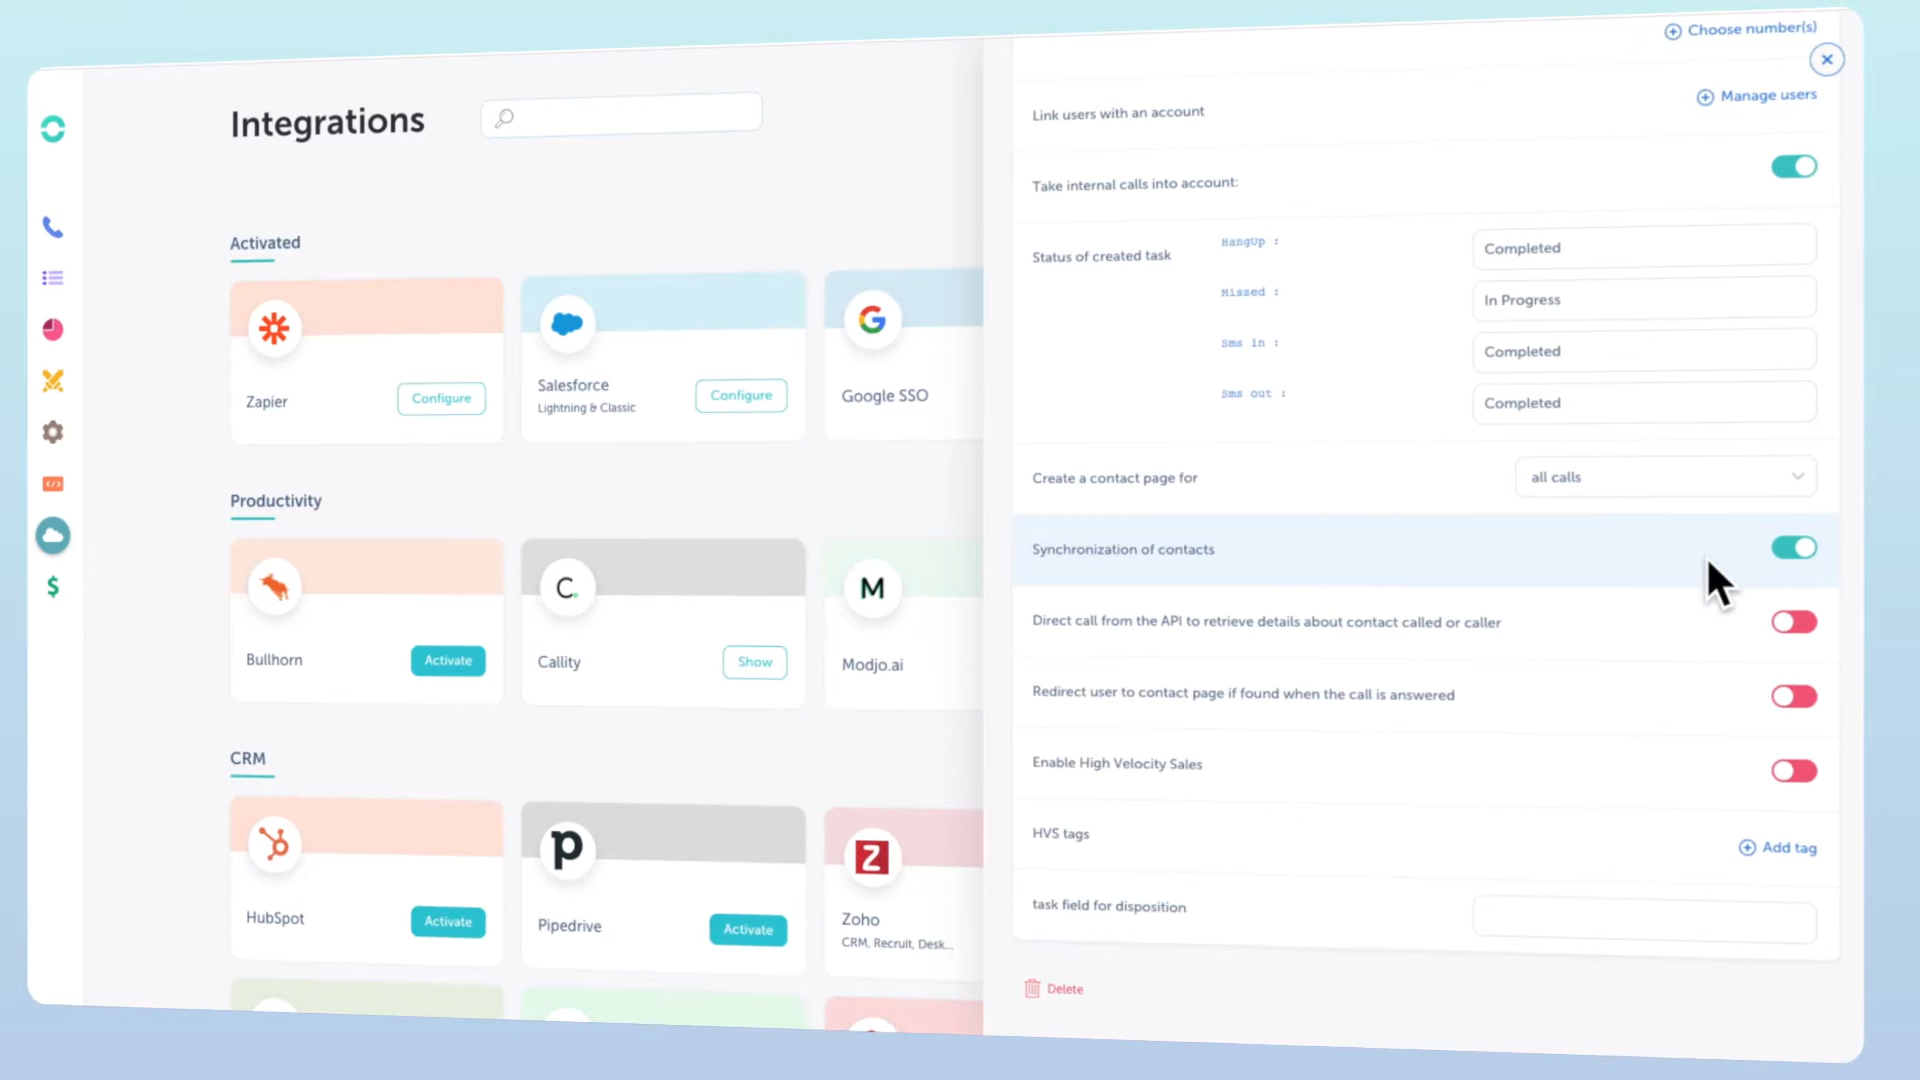 Integrations
Activated
Zapier
Configure
Salesforce
Lightning & Classic
Configure
Google SSO
Productivity
Bullhorn
Activate
C.
Callity
Show
M
Modjo.ai
CRM
HubSpot
Activate
p
Pipedrive
Activate
Z
Zoho
CRM, Recruit, Desk...
Choose number(s)
Link users with an account
Manage users
Take internal calls into account:
Status of created task
HangUp :
Completed
Missed :
In Progress
Sms in :
Completed
Sms out :
Completed
Create a contact page for
all calls
Synchronization of contacts
Direct call from the API to retrieve details about contact called or caller
Redirect user to contact page if found when the call is answered
Enable High Velocity Sales
HVS tags
Add tag
task field for disposition
Delete